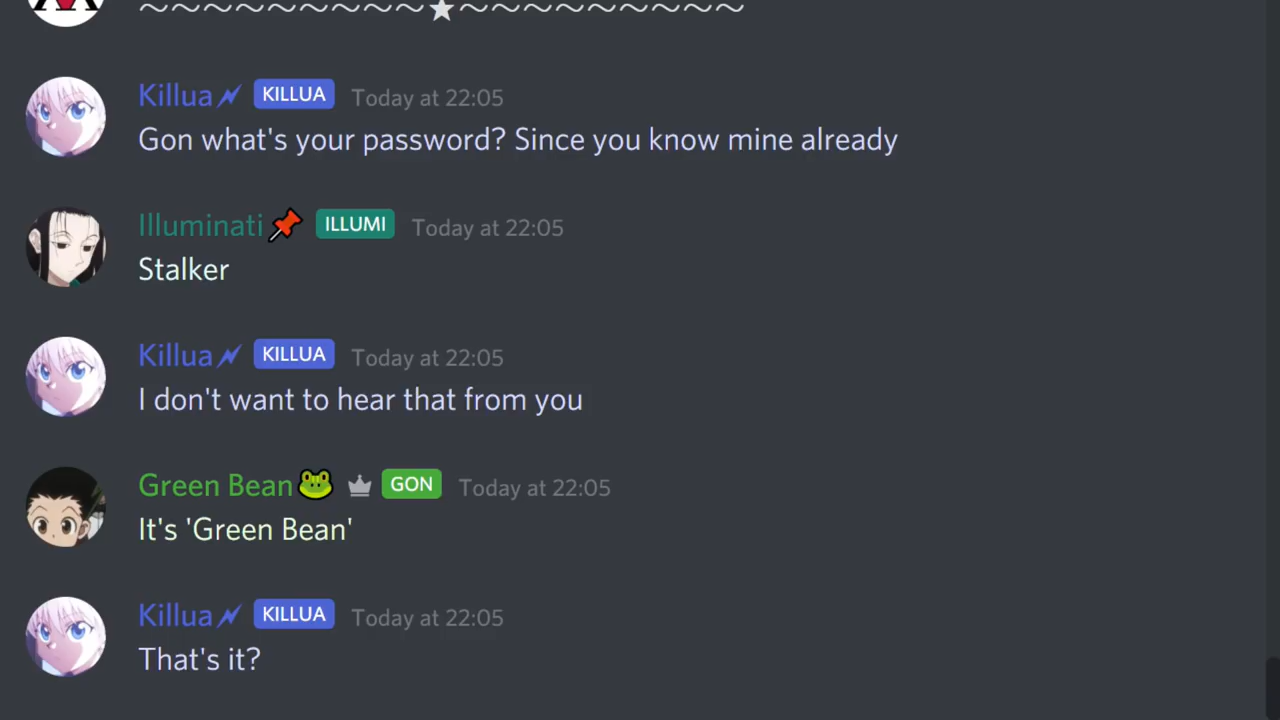 ~~~~~~~~~★~~~~~~~~~
Killua KILLUA Today at 22:05
Gon what's your password? Since you know mine already
Illuminati📌 ILLUMI Today at 22:05
Stalker
Killua KILLUA Today at 22:05
I don't want to hear that from you
Green Bean🐸 GON Today at 22:05
It's 'Green Bean'
Killua KILLUA Today at 22:05
That's it?